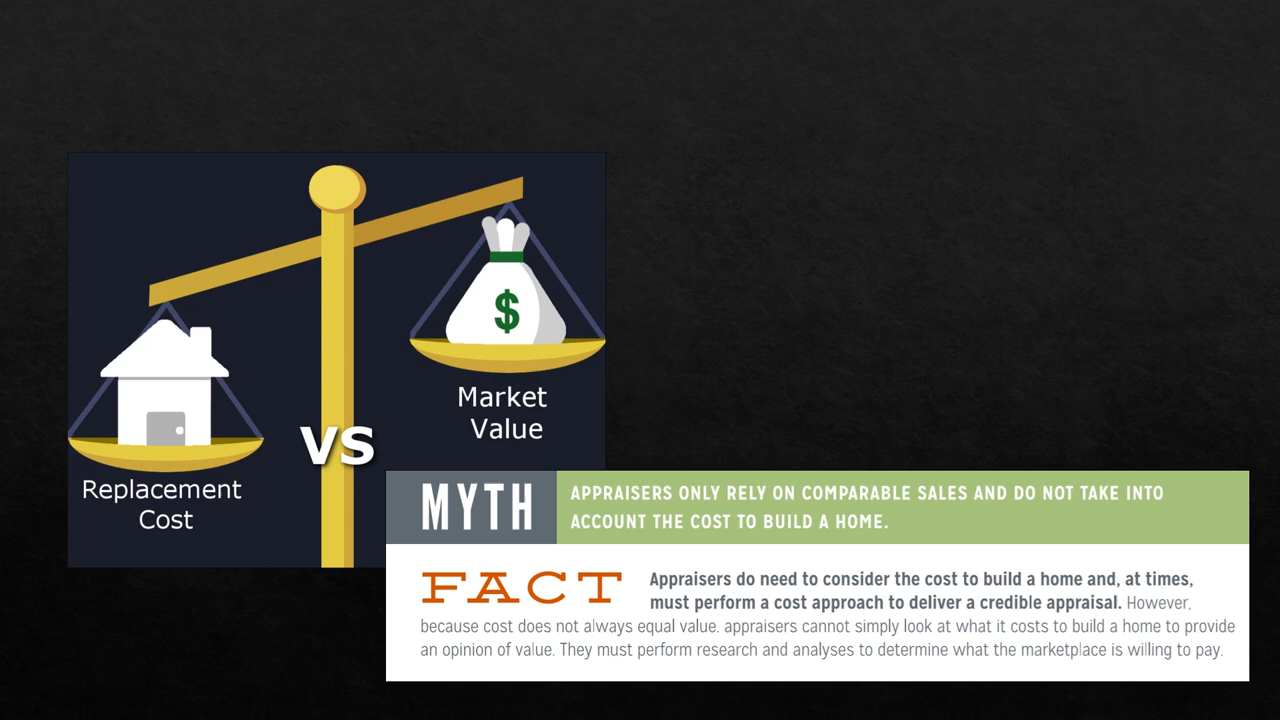 $
Market
Value
VS
Replacement
Cost
MYTH
APPRAISERS ONLY RELY ON COMPARABLE SALES AND DO NOT TAKE INTO
ACCOUNT THE COST TO BUILD A HOME.
FACT
Appraisers do need to consider the cost to build a home and, at times,
must perform a cost approach to deliver a credible appraisal. However,
because cost does not always equal value. appraisers cannot simply look at what it costs to build a home to provide
an opinion of value. They must perform research and analyses to determine what the marketplace is willing to pay.